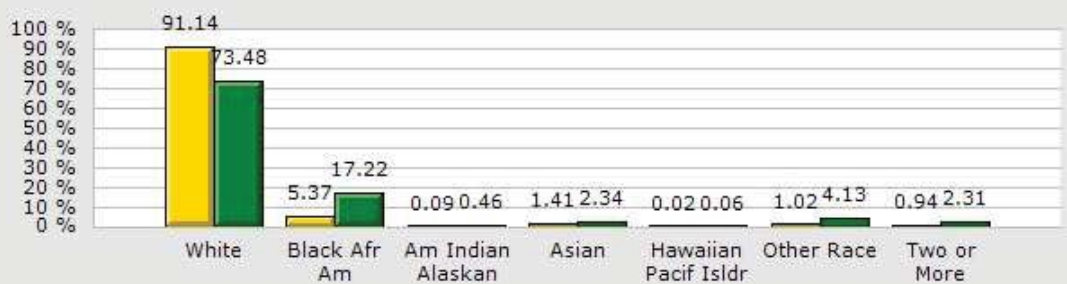 100 %
90 %
80 %
70 %
60 %
50 %
40 %
30 %
20 %
10 %
0 %
91.14
73.48
5.37
17.22
0.09
0.46
1.41
2.34
0.02
0.06
1.02
4.13
0.94
2.31
White
Black Afr
Am
Am Indian
Alaskan
Asian
Hawaiian
Pacif Isldr
Other Race
Two or
More